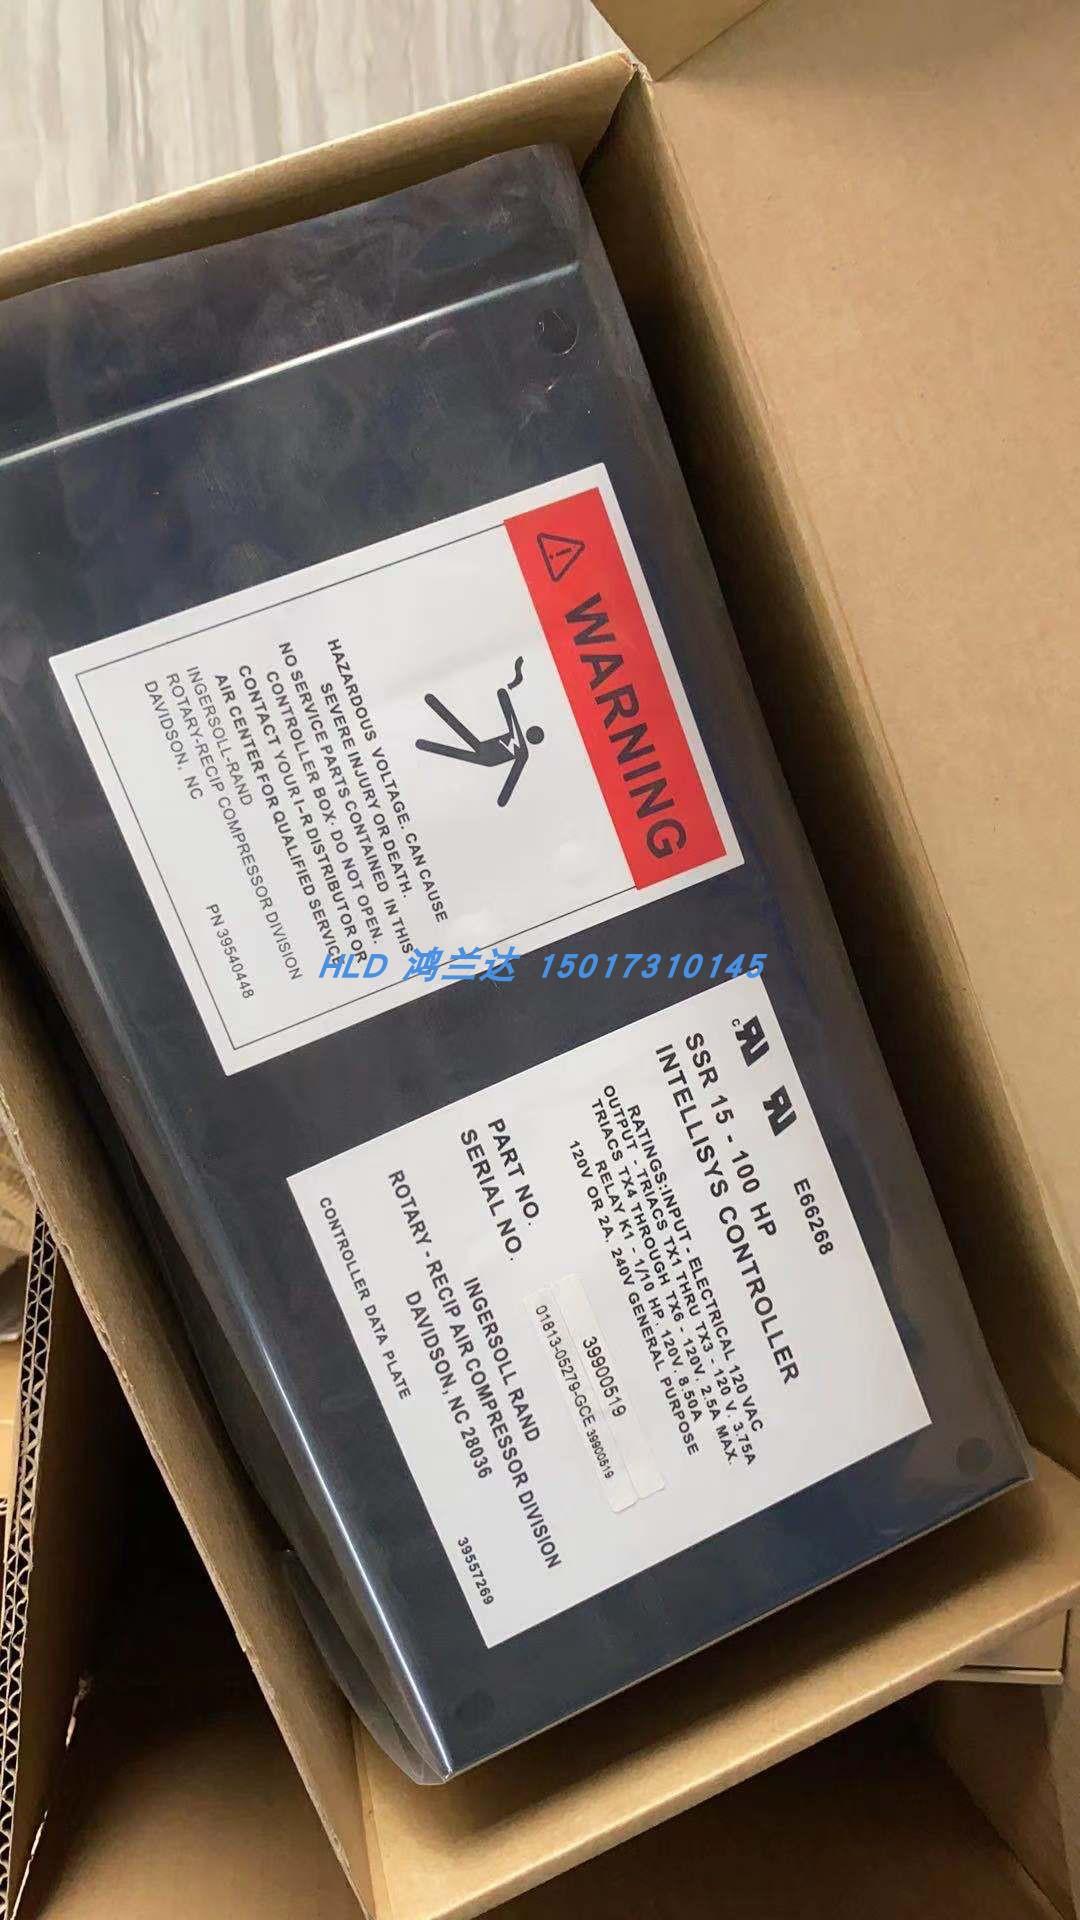 WARNING
HAZARDOUS VOLTAGE. CAN CAUSE
SEVERE INJURY OR DEATH.
NO SERVICE PARTS CONTAINED IN THIS
CONTROLLER BOX. DO NOT OPEN.
CONTACT YOUR I-R DISTRIBUTOR OR
AIR CENTER FOR QUALIFIED SERVICE
INGERSOLL-RAND
ROTARY-RECIP COMPRESSOR DIVISION
DAVIDSON, NC
PN 39540448
HLD 鸿兰达 15017310145
E66268
SSR 15 - 100 HP
INTELLISYS CONTROLLER
RATINGS:INPUT - ELECTRICAL 120 VAC
OUTPUT - TRIACS TX1 THRU TX3 - 120 V. 3.75A
TRIACS TX4 THROUGH TX6 - 120V. 2.5A MAX.
RELAY K1 - 1/10 HP, 120V 8.50A
120V OR 2A, 240V GENERAL PURPOSE
PART NO. 39900519
SERIAL NO. 01813-05279-GCE 39900519
INGERSOLL RAND
ROTARY - RECIP AIR COMPRESSOR DIVISION
DAVIDSON, NC 28036
CONTROLLER DATA PLATE
39557269